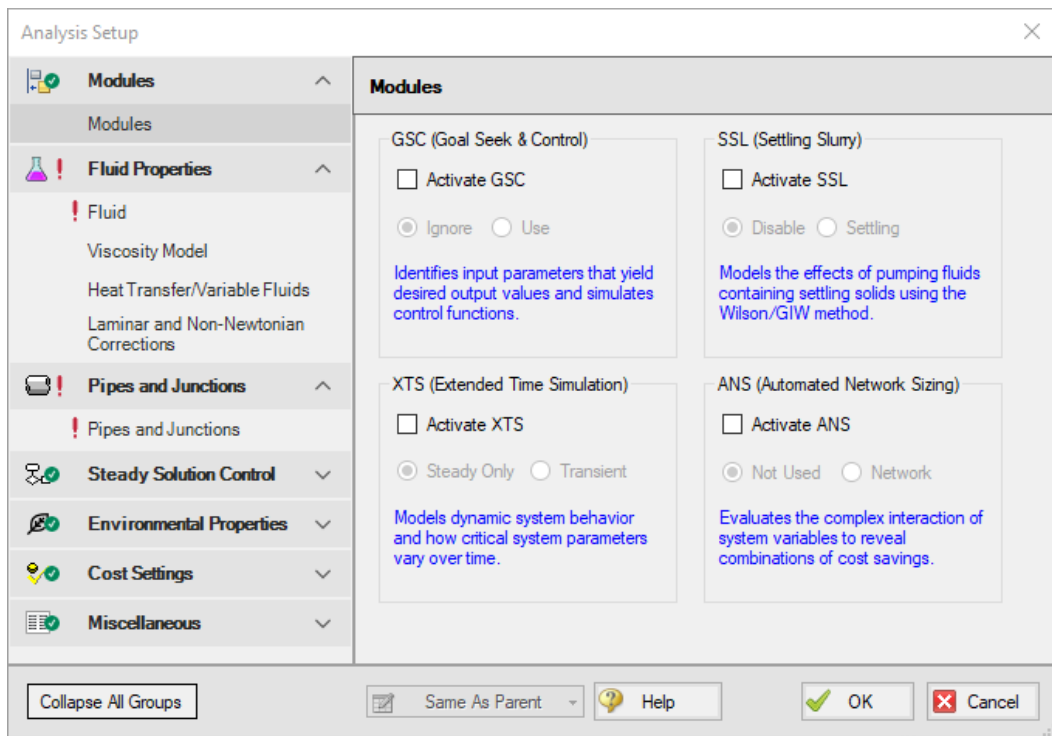 Analysis Setup
Modules
Modules
Fluid Properties
Fluid
Viscosity Model
Heat Transfer/Variable Fluids
Laminar and Non-Newtonian
Corrections
Pipes and Junctions
Pipes and Junctions
Steady Solution Control
Environmental Properties
Cost Settings
Miscellaneous
Modules
GSC (Goal Seek & Control)
Activate GSC
Ignore Use
Identifies input parameters that yield
desired output values and simulates
control functions.
SSL (Settling Slurry)
Activate SSL
Disable Settling
Models the effects of pumping fluids
containing settling solids using the
Wilson/GIW method.
XTS (Extended Time Simulation)
Activate XTS
Steady Only Transient
Models dynamic system behavior
and how critical system parameters
vary over time.
ANS (Automated Network Sizing)
Activate ANS
Not Used Network
Evaluates the complex interaction of
system variables to reveal
combinations of cost savings.
Collapse All Groups
Same As Parent
Help
OK
Cancel